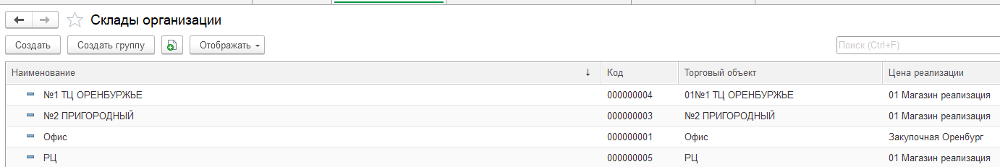 Склады организации
Создать Создать группу Отображать Поиск (Ctrl+F)
Наименование Код Торговый объект Цена реализации
№1 ТЦ ОРЕНБУРЖЬЕ 000000004 01№1 ТЦ ОРЕНБУРЖЬЕ 01 Магазин реализация
№2 ПРИГОРОДНЫЙ 000000003 №2 ПРИГОРОДНЫЙ 01 Магазин реализация
Офис 000000001 Офис Закупочная Оренбург
РЦ 000000005 РЦ 01 Магазин реализация